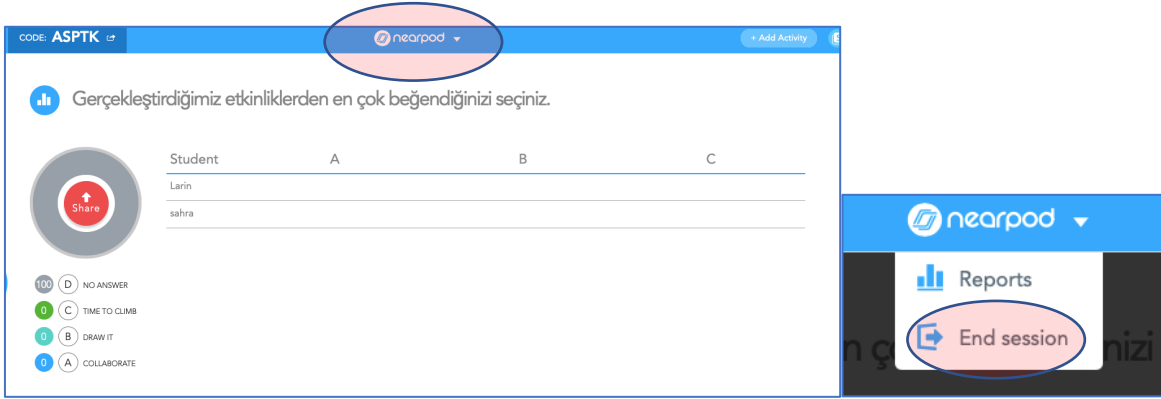 CODE: ASPTK
nearpod
+ Add Activity
Gerçekleştirdiğimiz etkinliklerden en çok beğendiğinizi seçiniz.
Student A B C
Larin
sahra
Share
100 D NO ANSWER
0 C TIME TO CLIMB
0 B DRAW IT
0 A COLLABORATE
nearpod
Reports
End session
nizi